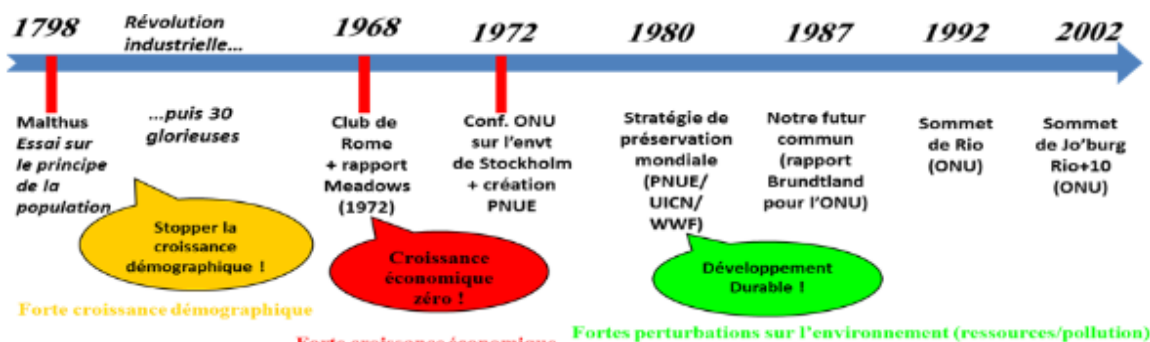 1798
Révolution
industrielle...
1968
1972
1980
1987
1992
2002
Malthus
Essai sur
le principe
de la
population
...puis 30
glorieuses
Club de
Rome
+ rapport
Meadows
(1972)
Conf. ONU
sur l'envt
de Stockholm
+ création
PNUE
Stratégie de
préservation
mondiale
(PNUE/
UICN/
WWF)
Notre futur
commun
(rapport
Brundtland
pour l'ONU)
Sommet
de Rio
(ONU)
Sommet
de Jo'burg
Rio+10
(ONU)
Stopper la
croissance
démographique !
Croissance
économique
zéro !
Développement
Durable !
Forte croissance démographique
Forte croissance économique
Fortes perturbations sur l'environnement (ressources/pollution)